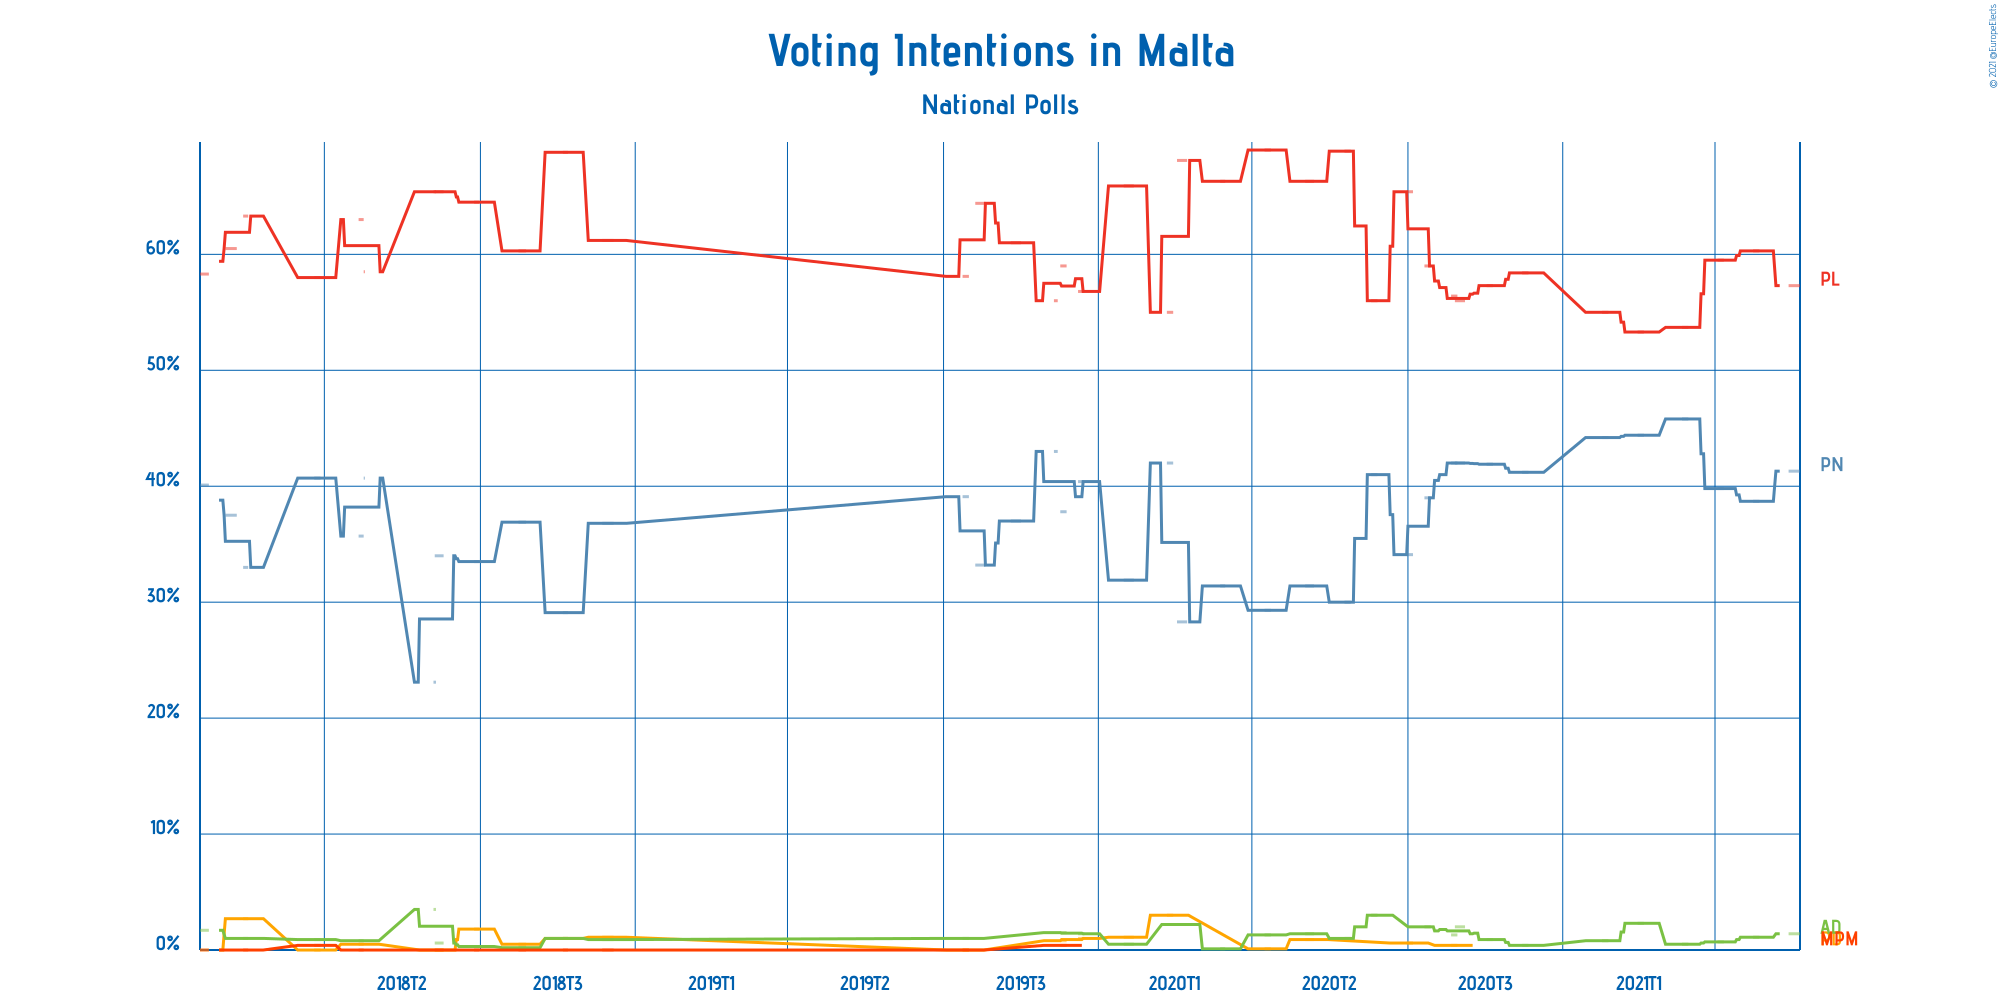 Voting Intentions in Malta
National Polls
© 2021 @EuropeElects
60%
50%
40%
30%
20%
10%
0%
PL
PN
AD
MPM
2018T2
2018T3
2019T1
2019T2
2019T3
2020T1
2020T2
2020T3
2021T1